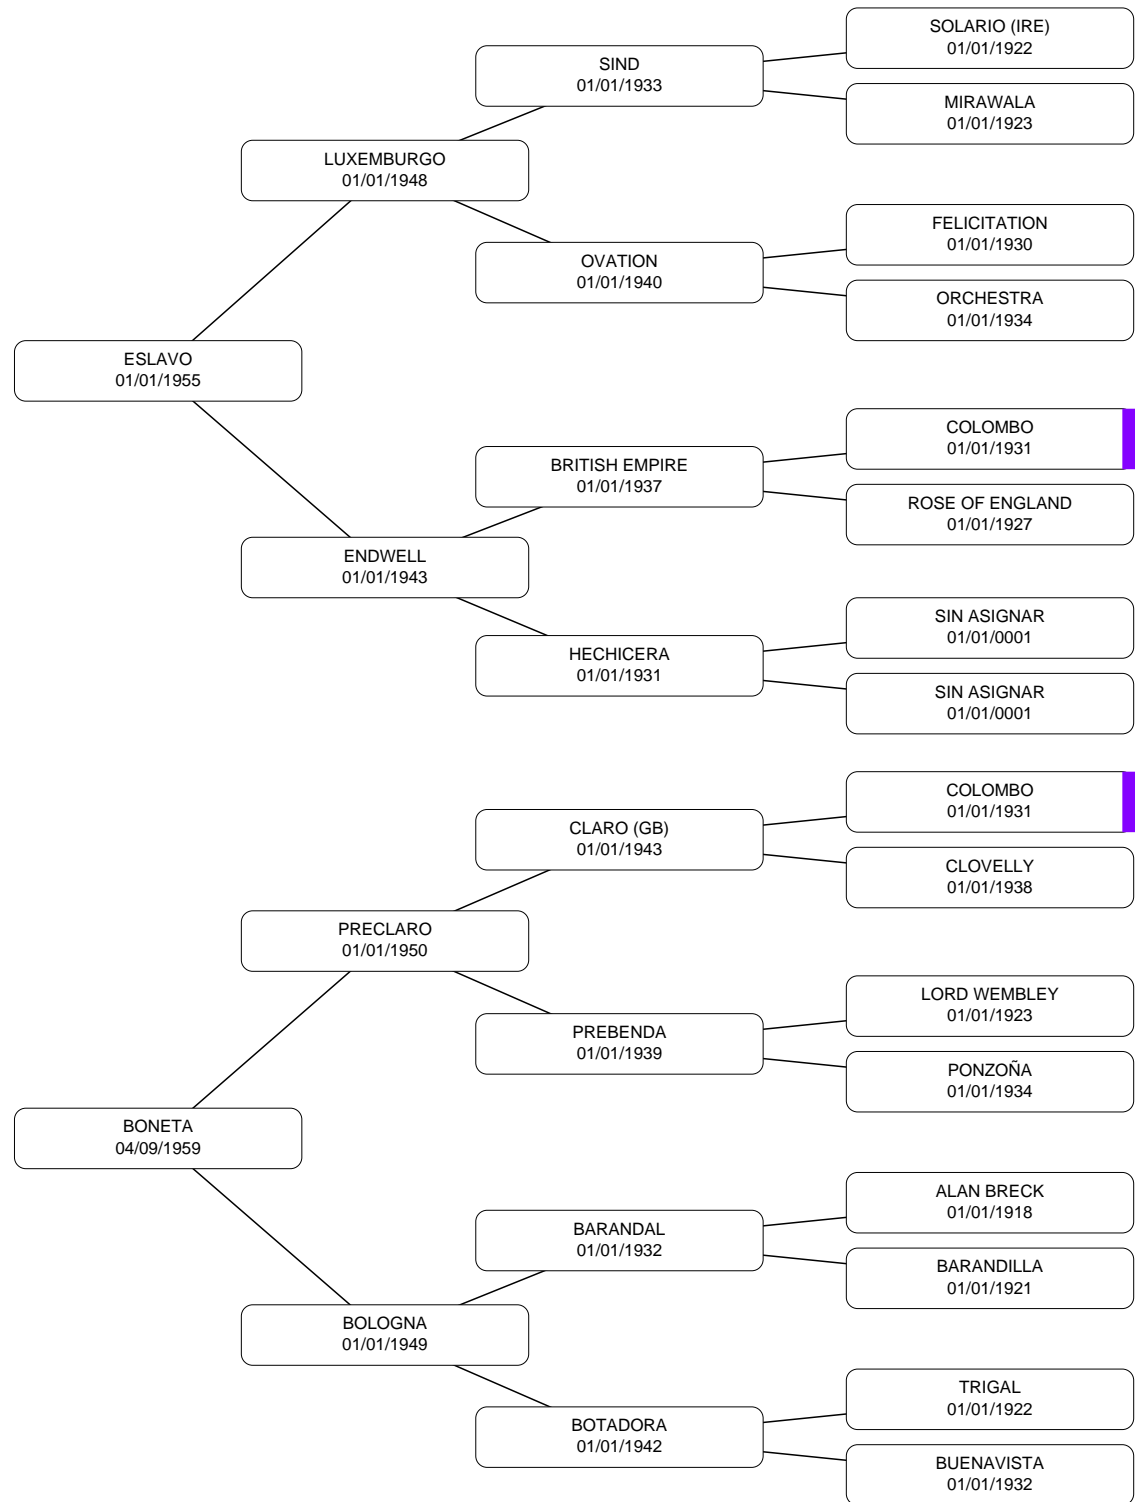 SOLARIO (IRE)
01/01/1922
SIND
01/01/1933
MIRAWALA
01/01/1923
LUXEMBURGO
01/01/1948
FELICITATION
01/01/1930
OVATION
01/01/1940
ORCHESTRA
01/01/1934
ESLAVO
01/01/1955
COLOMBO
01/01/1931
BRITISH EMPIRE
01/01/1937
ROSE OF ENGLAND
01/01/1927
ENDWELL
01/01/1943
SIN ASIGNAR
01/01/0001
HECHICERA
01/01/1931
SIN ASIGNAR
01/01/0001
COLOMBO
01/01/1931
CLARO (GB)
01/01/1943
CLOVELLY
01/01/1938
PRECLARO
01/01/1950
LORD WEMBLEY
01/01/1923
PREBENDA
01/01/1939
PONZOÑA
01/01/1934
BONETA
04/09/1959
ALAN BRECK
01/01/1918
BARANDAL
01/01/1932
BARANDILLA
01/01/1921
BOLOGNA
01/01/1949
TRIGAL
01/01/1922
BOTADORA
01/01/1942
BUENAVISTA
01/01/1932